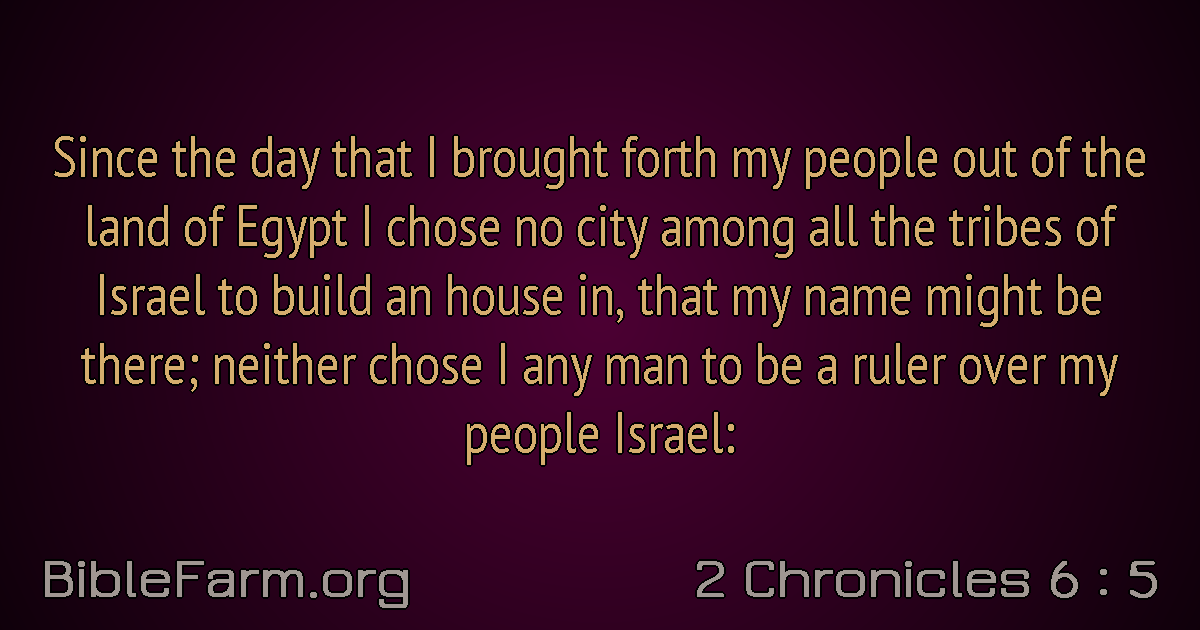 Since the day that I brought forth my people out of the
land of Egypt I chose no city among all the tribes of
Israel to build an house in, that my name might be
there; neither chose I any man to be a ruler over my
people Israel:
BibleFarm.org
2 Chronicles 6 : 5